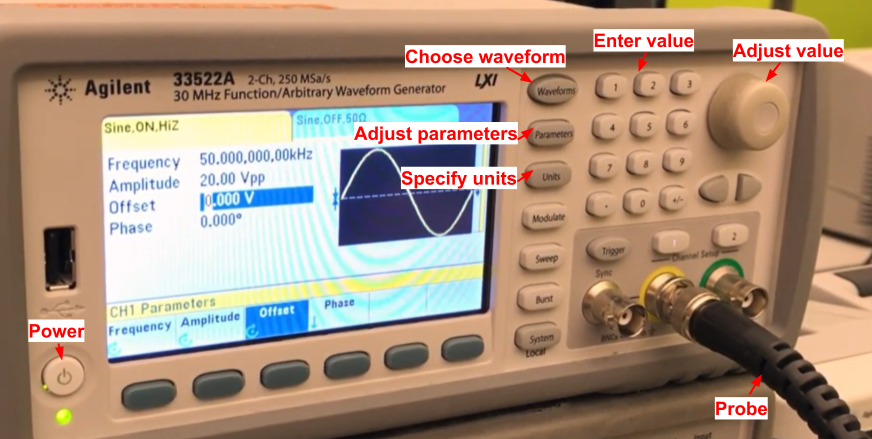 Agilent
33522A 2-Ch, 250 MSa/s
30 MHz Function/Arbitrary Waveform Generator
LXI
Choose waveform
Enter value
Adjust value
Adjust parameters
Specify units
Power
Probe
Sine,ON,HiZ
Sine,OFF,50Ω
Frequency 50.000,000,00kHz
Amplitude 20.00 Vpp
Offset 0.000 V
Phase 0.000°
CH1 Parameters
Frequency Amplitude Offset Phase
Waveforms
Parameters
Units
Modulate
Sweep
Burst
System
Local
1 2 3
4 5 6
7 8 9
. 0 +/-
Trigger
1 2
Channel Setup
Sync